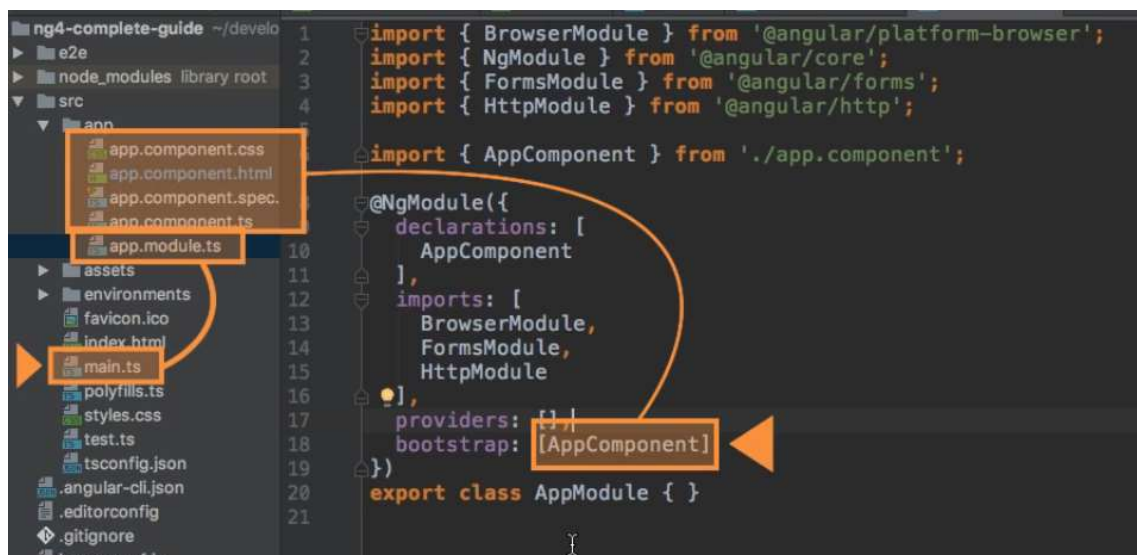 ng4-complete-guide ~/develo
e2e
node_modules library root
src
app
app.component.css
app.component.html
app.component.spec.
app.component.ts
app.module.ts
assets
environments
favicon.ico
index.html
main.ts
polyfills.ts
styles.css
test.ts
tsconfig.json
.angular-cli.json
.editorconfig
.gitignore
1 import { BrowserModule } from '@angular/platform-browser';
2 import { NgModule } from '@angular/core';
3 import { FormsModule } from '@angular/forms';
4 import { HttpModule } from '@angular/http';
5
import { AppComponent } from './app.component';
@NgModule({
declarations: [
10 AppComponent
11 ],
12 imports: [
13 BrowserModule,
14 FormsModule,
15 HttpModule
16 ],
17 providers: [],
18 bootstrap: [AppComponent]
19 })
20 export class AppModule { }
21